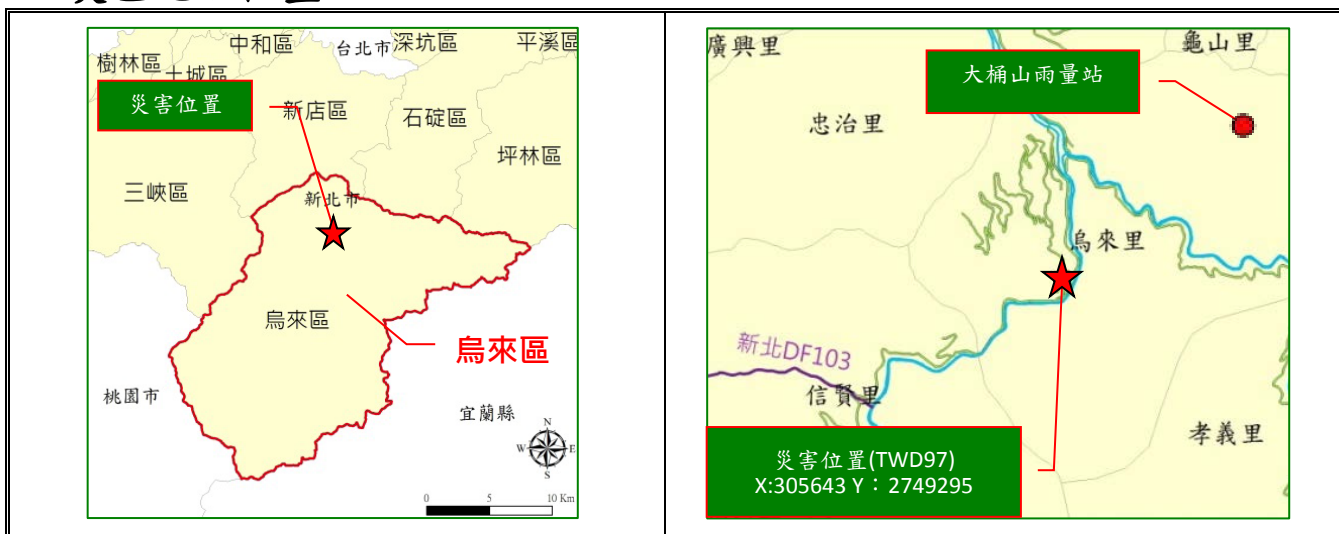 中和區
台北市
深坑區
平溪區
樹林區
土城區
災害位置
新店區
石碇區
坪林區
三峽區
新北市
烏來區
烏來區
桃園市
宜蘭縣
N
W
E
S
0 5 10 Km
廣興里
龜山里
大桶山雨量站
忠治里
烏來里
新北DF103
信賢里
孝義里
災害位置(TWD97)
X:305643 Y：2749295